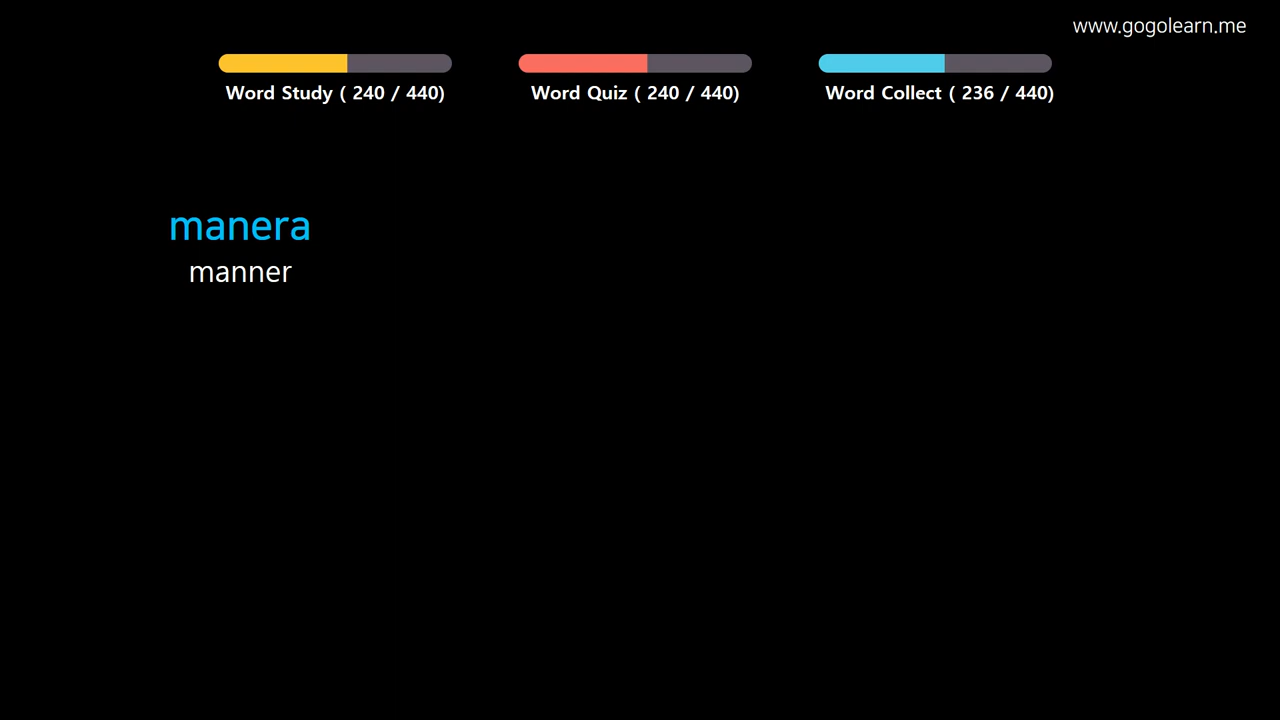 www.gogolearn.me
Word Study ( 240 / 440)
Word Quiz ( 240 / 440)
Word Collect ( 236 / 440)
manera
manner